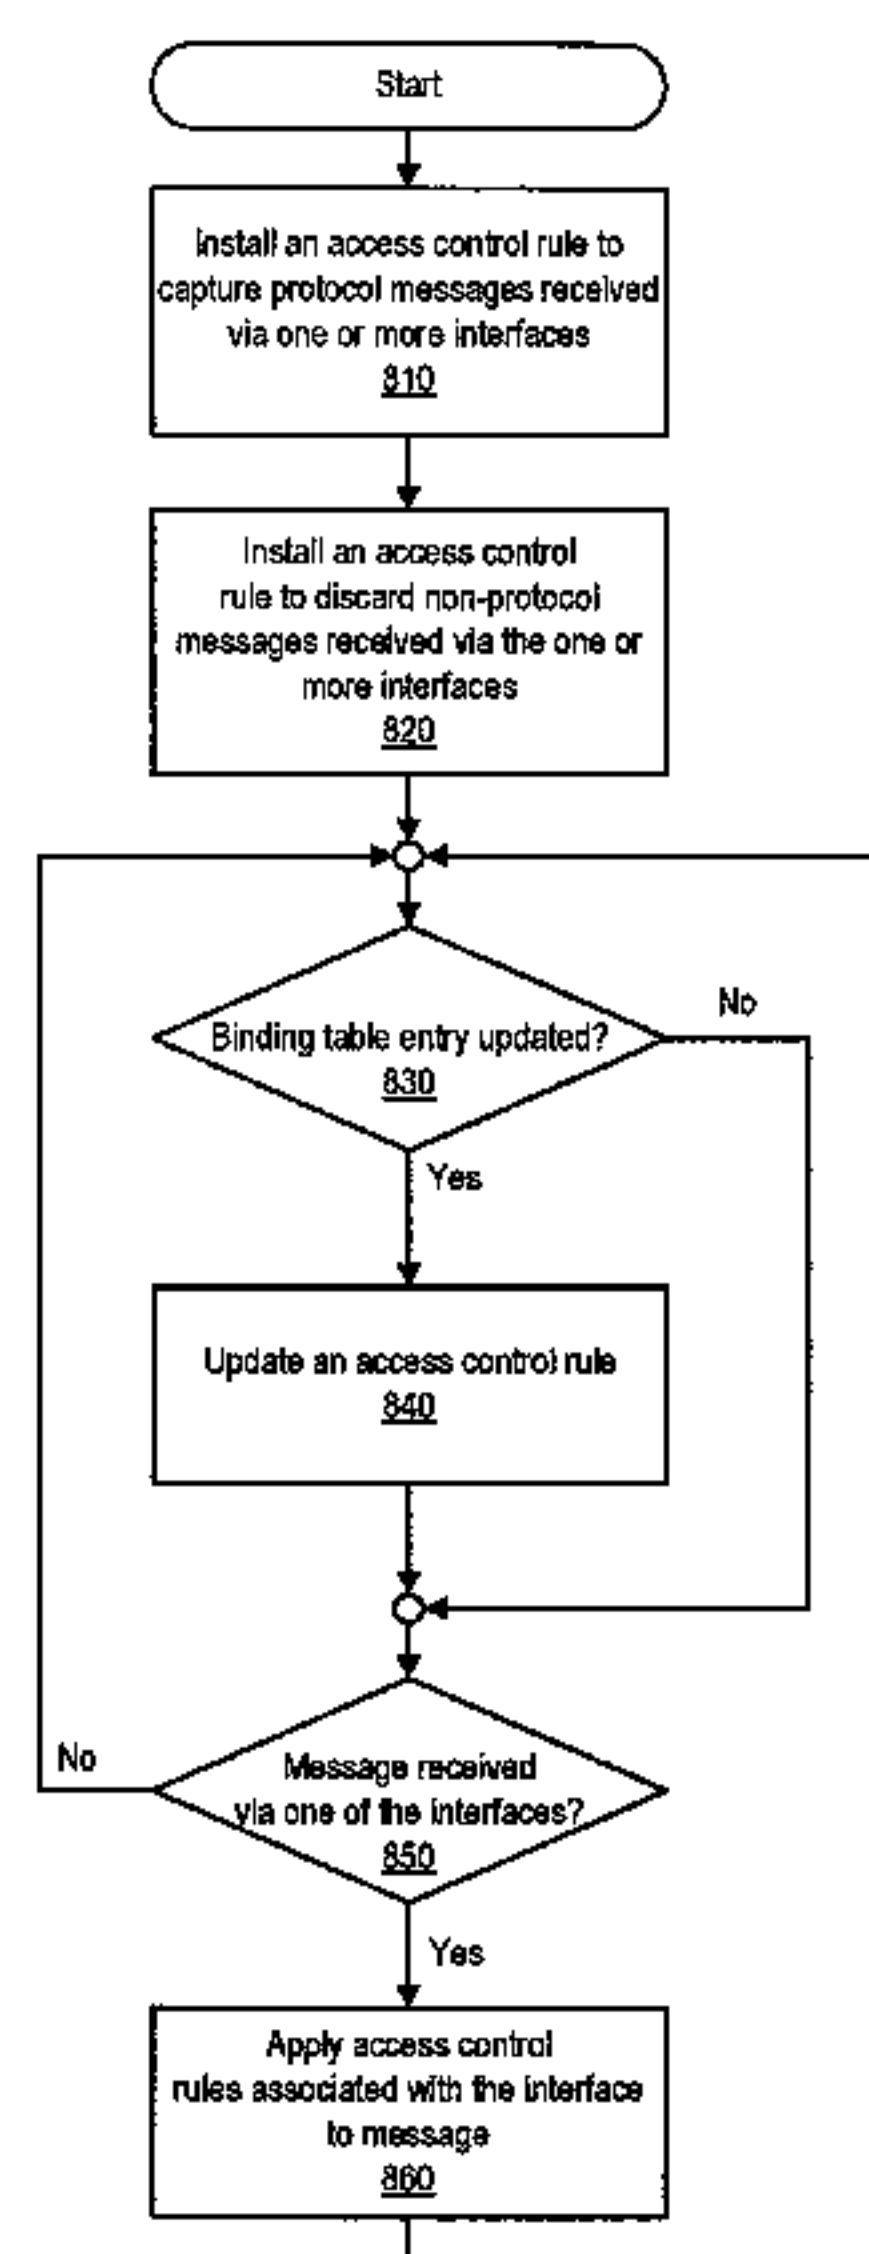 Start
Install an access control rule to
capture protocol messages received
via one or more interfaces
810
Install an access control
rule to discard non-protocol
messages received via the one or
more interfaces
820
Binding table entry updated?
830
No
Yes
Update an access control rule
840
No
Message received
via one of the interfaces?
850
Yes
Apply access control
rules associated with the interface
to message
860